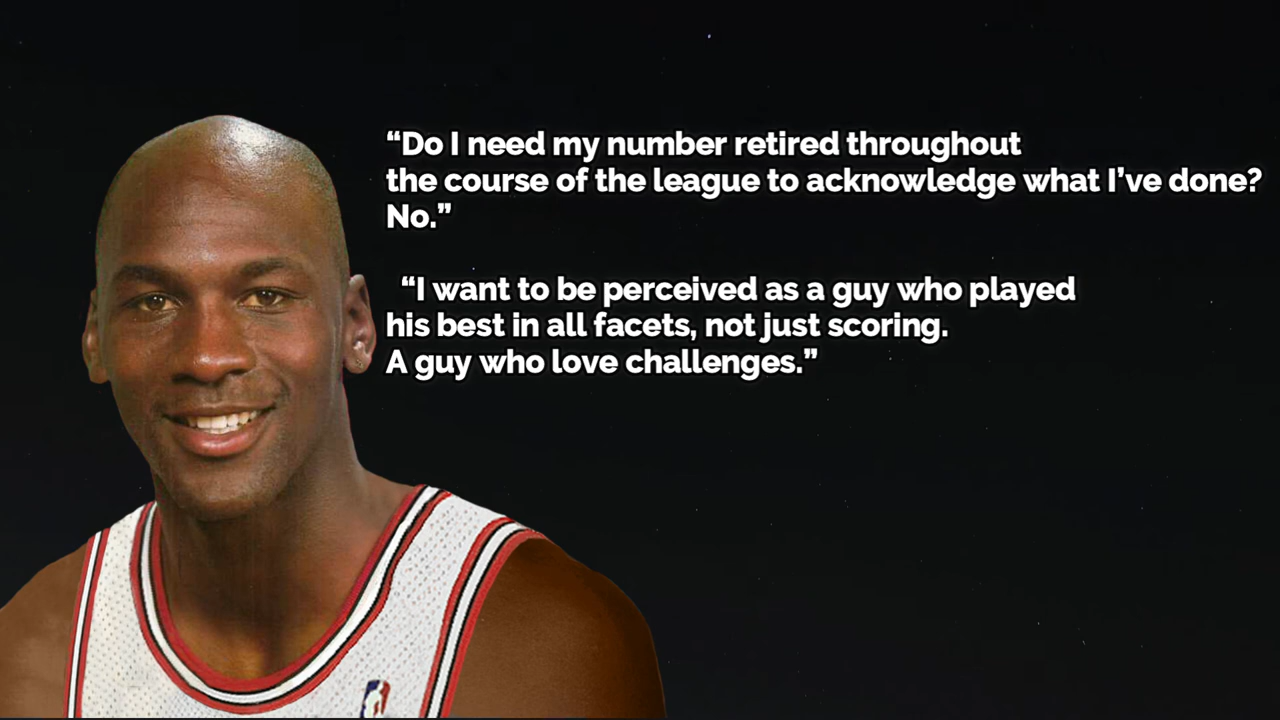 “Do I need my number retired throughout
the course of the league to acknowledge what I’ve done?
No.”
“I want to be perceived as a guy who played
his best in all facets, not just scoring.
A guy who love challenges.”